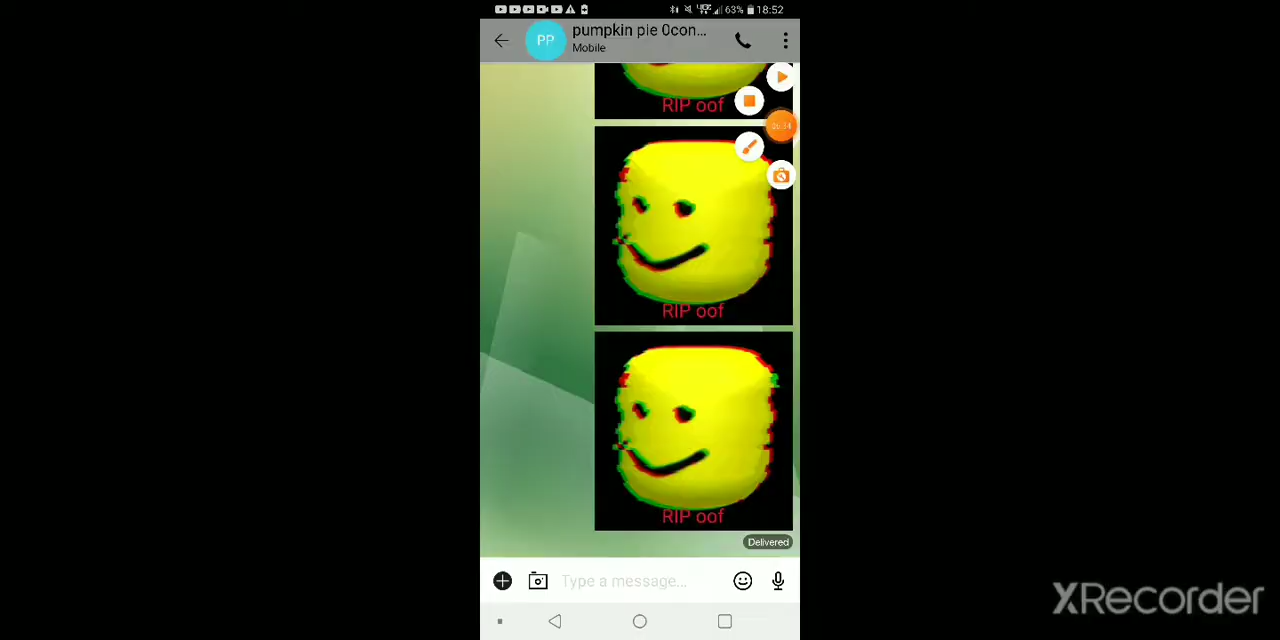 63% 18:52
PP
pumpkin pie 0con...
Mobile
RIP oof
RIP oof
RIP oof
Delivered
Type a message...
XRecorder